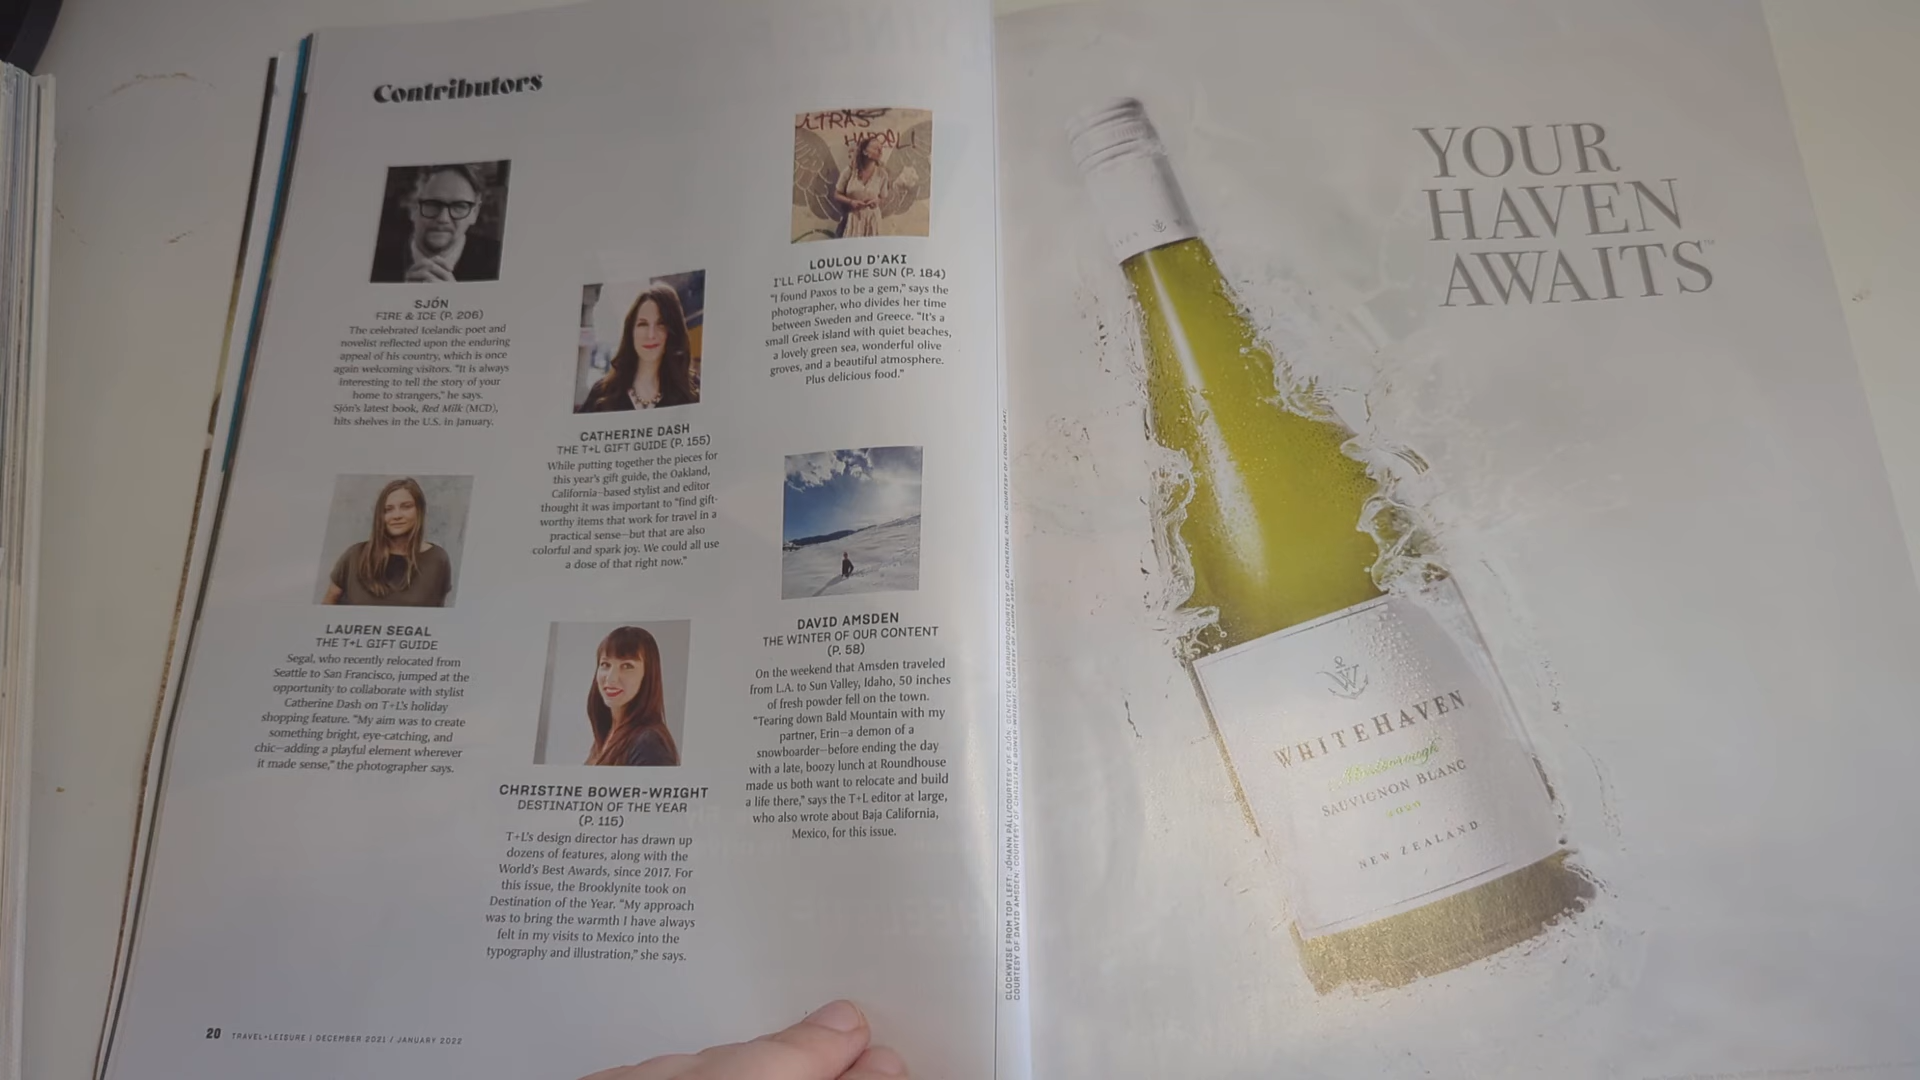 Contributors
SJÓN
FIRE & ICE (P. 206)
The celebrated Icelandic poet and
novelist reflected upon the enduring
appeal of his country, which is once
again welcoming visitors. "It is always
interesting to tell the story of your
home to strangers," he says.
Sjón's latest book, Red Milk (MCD),
hits shelves in the U.S. in January.
LAUREN SEGAL
THE T+L GIFT GUIDE
Segal, who recently relocated from
Seattle to San Francisco, jumped at the
opportunity to collaborate with stylist
Catherine Dash on T+L's holiday
shopping feature. "My aim was to create
something bright, eye-catching, and
chic—adding a playful element wherever
it made sense," the photographer says.
CATHERINE DASH
THE T+L GIFT GUIDE (P. 155)
While putting together the pieces for
this year's gift guide, the Oakland,
California–based stylist and editor
thought it was important to "find gift-
worthy items that work for travel in a
practical sense—but that are also
colorful and spark joy. We could all use
a dose of that right now."
CHRISTINE BOWER-WRIGHT
DESTINATION OF THE YEAR
(P. 115)
T+L's design director has drawn up
dozens of features, along with the
World's Best Awards, since 2017. For
this issue, the Brooklynite took on
Destination of the Year. "My approach
was to bring the warmth I have always
felt in my visits to Mexico into the
typography and illustration," she says.
LOULOU D'AKI
I'LL FOLLOW THE SUN (P. 184)
"I found Paxos to be a gem," says the
photographer, who divides her time
between Sweden and Greece. "It's a
small Greek island with quiet beaches,
a lovely green sea, wonderful olive
groves, and a beautiful atmosphere.
Plus delicious food."
DAVID AMSDEN
THE WINTER OF OUR CONTENT
(P. 58)
On the weekend that Amsden traveled
from L.A. to Sun Valley, Idaho, 50 inches
of fresh powder fell on the town.
"Tearing down Bald Mountain with my
partner, Erin—a demon of a
snowboarder—before ending the day
with a late, boozy lunch at Roundhouse
made us both want to relocate and build
a life there," says the T+L editor at large,
who also wrote about Baja California,
Mexico, for this issue.
20 TRAVEL+LEISURE | DECEMBER 2021 / JANUARY 2022
YOUR
HAVEN
AWAITS™
WHITEHAVEN
Marlborough
SAUVIGNON BLANC
2020
NEW ZEALAND